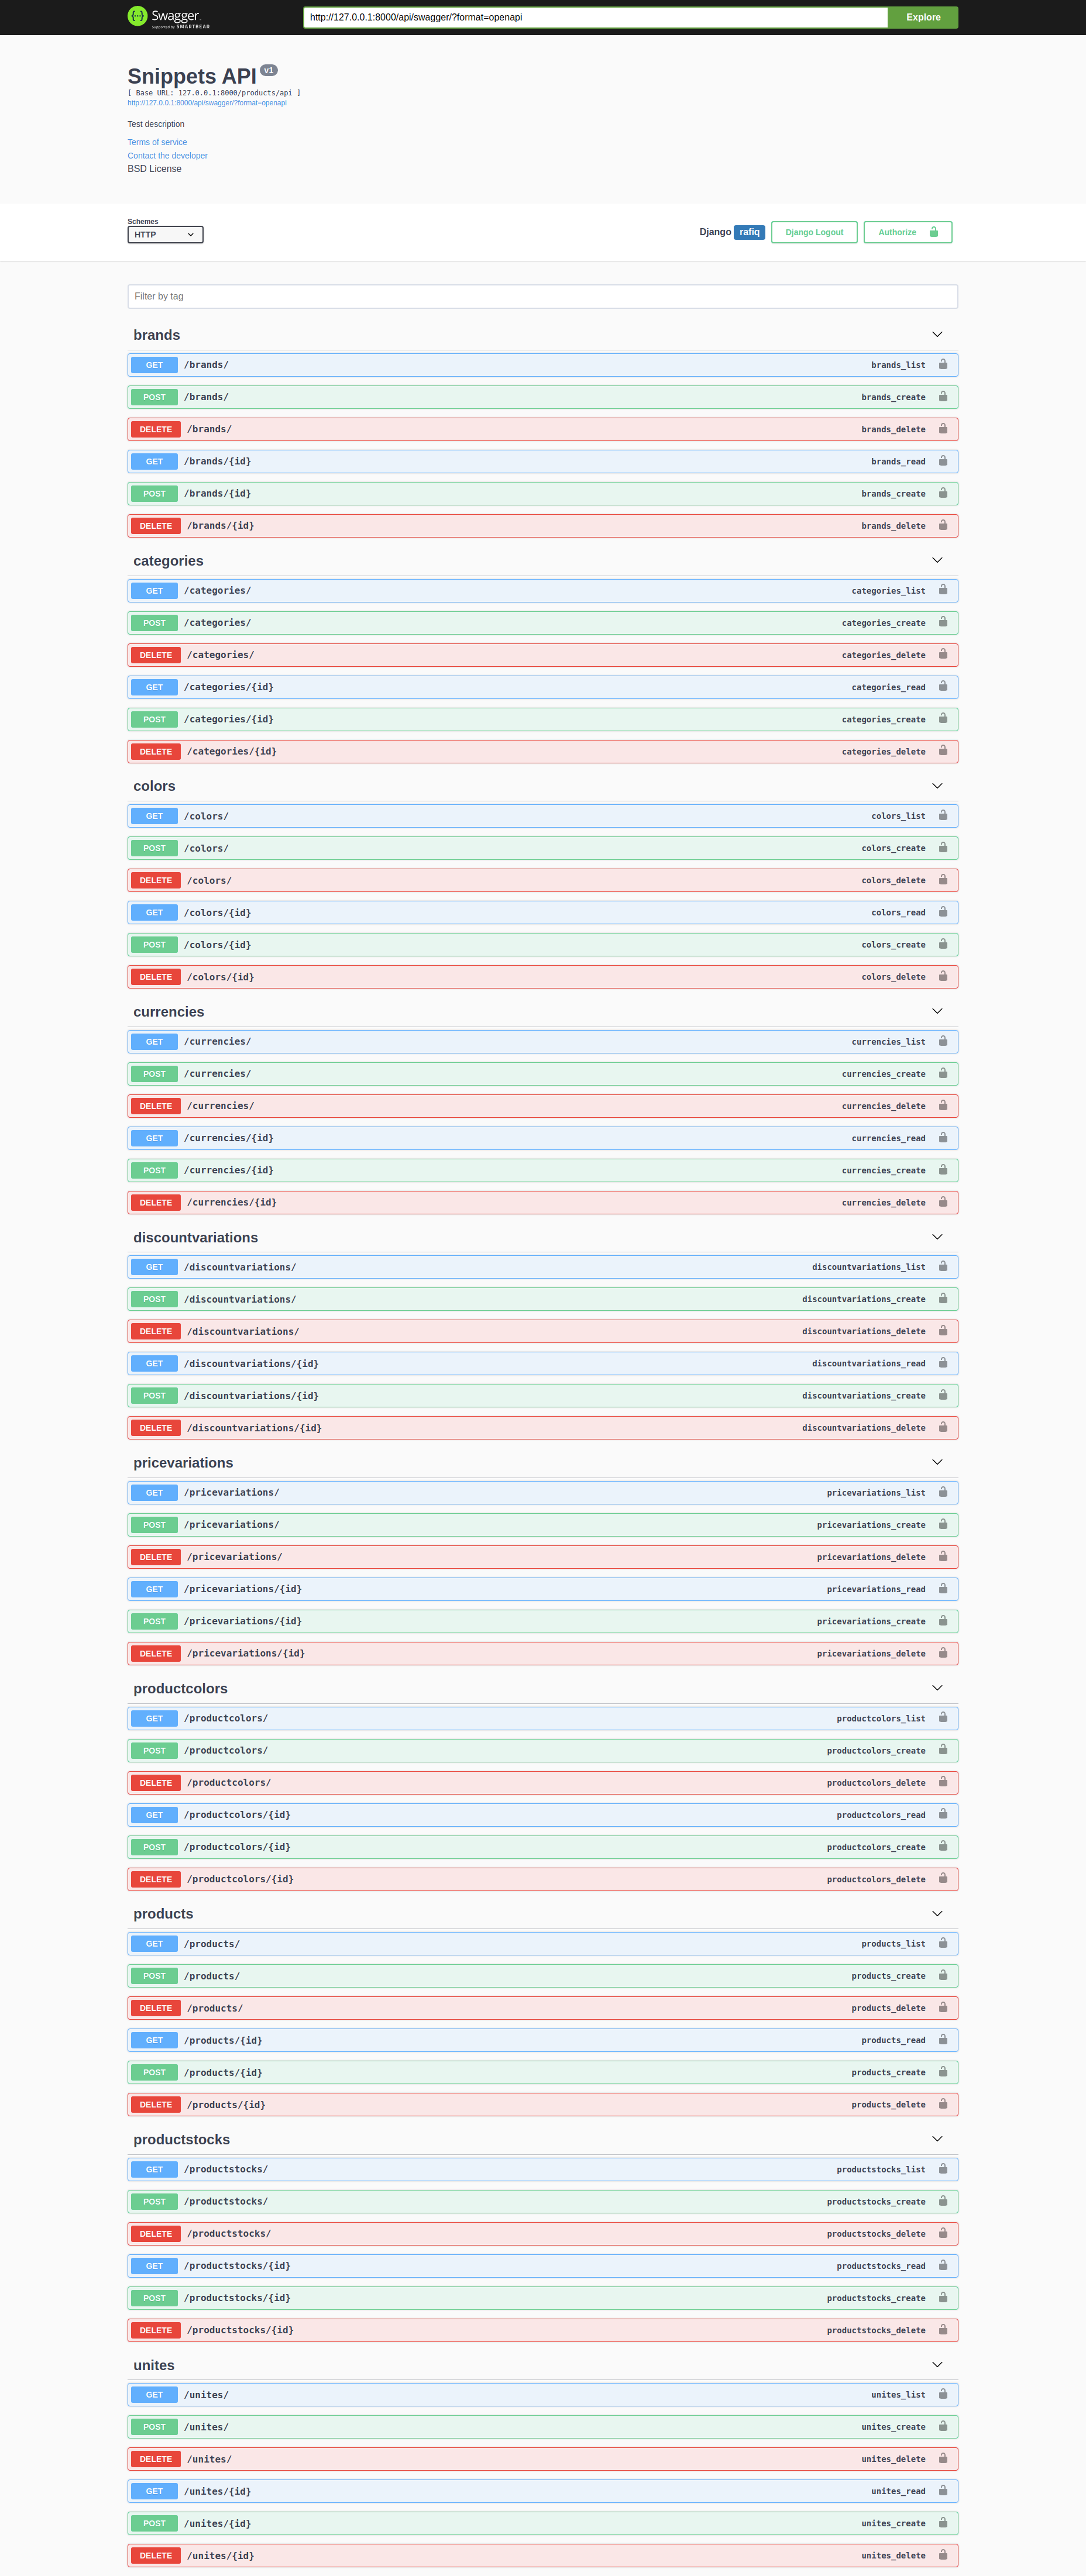 Swagger
Supported by SMARTBEAR
http://127.0.0.1:8000/api/swagger/?format=openapi
Explore
Snippets API v1
[ Base URL: 127.0.0.1:8000/products/api ]
http://127.0.0.1:8000/api/swagger/?format=openapi
Test description
Terms of service
Contact the developer
BSD License
Schemes
HTTP
Django rafiq Django Logout Authorize
Filter by tag
brands
GET /brands/ brands_list
POST /brands/ brands_create
DELETE /brands/ brands_delete
GET /brands/{id} brands_read
POST /brands/{id} brands_create
DELETE /brands/{id} brands_delete
categories
GET /categories/ categories_list
POST /categories/ categories_create
DELETE /categories/ categories_delete
GET /categories/{id} categories_read
POST /categories/{id} categories_create
DELETE /categories/{id} categories_delete
colors
GET /colors/ colors_list
POST /colors/ colors_create
DELETE /colors/ colors_delete
GET /colors/{id} colors_read
POST /colors/{id} colors_create
DELETE /colors/{id} colors_delete
currencies
GET /currencies/ currencies_list
POST /currencies/ currencies_create
DELETE /currencies/ currencies_delete
GET /currencies/{id} currencies_read
POST /currencies/{id} currencies_create
DELETE /currencies/{id} currencies_delete
discountvariations
GET /discountvariations/ discountvariations_list
POST /discountvariations/ discountvariations_create
DELETE /discountvariations/ discountvariations_delete
GET /discountvariations/{id} discountvariations_read
POST /discountvariations/{id} discountvariations_create
DELETE /discountvariations/{id} discountvariations_delete
pricevariations
GET /pricevariations/ pricevariations_list
POST /pricevariations/ pricevariations_create
DELETE /pricevariations/ pricevariations_delete
GET /pricevariations/{id} pricevariations_read
POST /pricevariations/{id} pricevariations_create
DELETE /pricevariations/{id} pricevariations_delete
productcolors
GET /productcolors/ productcolors_list
POST /productcolors/ productcolors_create
DELETE /productcolors/ productcolors_delete
GET /productcolors/{id} productcolors_read
POST /productcolors/{id} productcolors_create
DELETE /productcolors/{id} productcolors_delete
products
GET /products/ products_list
POST /products/ products_create
DELETE /products/ products_delete
GET /products/{id} products_read
POST /products/{id} products_create
DELETE /products/{id} products_delete
productstocks
GET /productstocks/ productstocks_list
POST /productstocks/ productstocks_create
DELETE /productstocks/ productstocks_delete
GET /productstocks/{id} productstocks_read
POST /productstocks/{id} productstocks_create
DELETE /productstocks/{id} productstocks_delete
unites
GET /unites/ unites_list
POST /unites/ unites_create
DELETE /unites/ unites_delete
GET /unites/{id} unites_read
POST /unites/{id} unites_create
DELETE /unites/{id} unites_delete